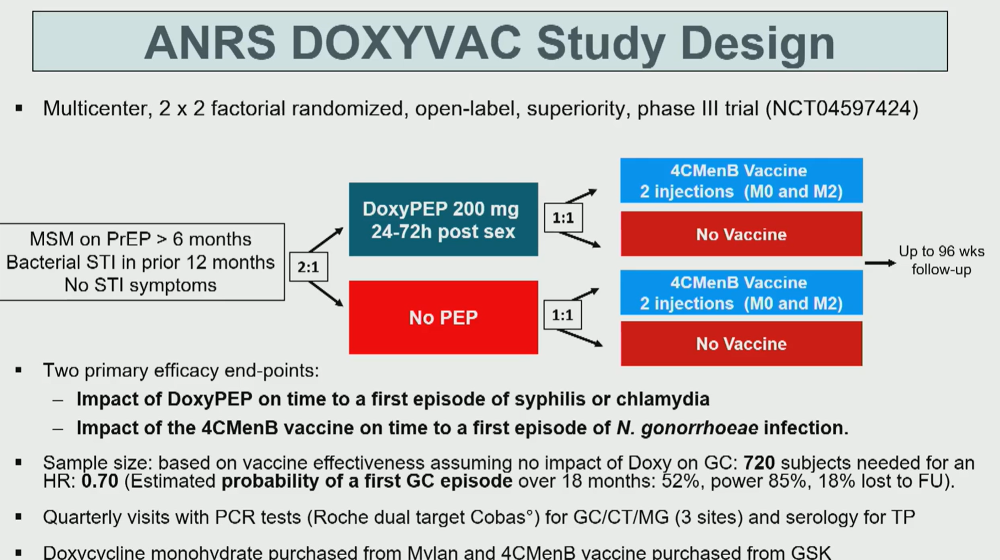 ANRS DOXYVAC Study Design
▪ Multicenter, 2 x 2 factorial randomized, open-label, superiority, phase III trial (NCT04597424)
MSM on PrEP > 6 months
Bacterial STI in prior 12 months
No STI symptoms
2:1
DoxyPEP 200 mg
24-72h post sex
No PEP
1:1
1:1
4CMenB Vaccine
2 injections (M0 and M2)
No Vaccine
4CMenB Vaccine
2 injections (M0 and M2)
No Vaccine
Up to 96 wks
follow-up
▪ Two primary efficacy end-points:
– Impact of DoxyPEP on time to a first episode of syphilis or chlamydia
– Impact of the 4CMenB vaccine on time to a first episode of N. gonorrhoeae infection.
▪ Sample size: based on vaccine effectiveness assuming no impact of Doxy on GC: 720 subjects needed for an
HR: 0.70 (Estimated probability of a first GC episode over 18 months: 52%, power 85%, 18% lost to FU).
▪ Quarterly visits with PCR tests (Roche dual target Cobas°) for GC/CT/MG (3 sites) and serology for TP
▪ Doxycycline monohydrate purchased from Mylan and 4CMenB vaccine purchased from GSK